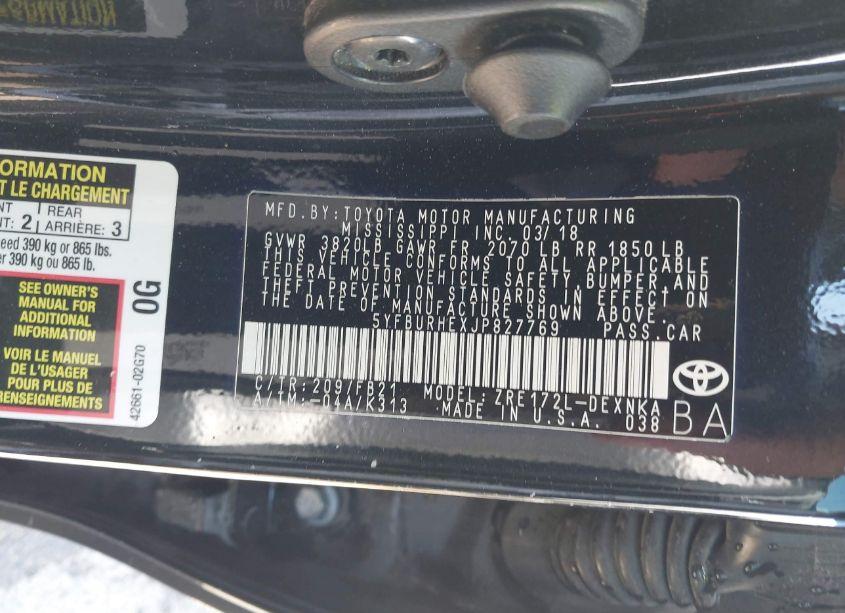 FORMATION
ORMATION
T LE CHARGEMENT
NT
REAR
NT: 2
ARRIÈRE: 3
eed 390 kg or 865 lbs.
er 390 kg ou 865 lb.
SEE OWNER'S
MANUAL FOR
ADDITIONAL
INFORMATION
VOIR LE MANUEL
DE L'USAGER
POUR PLUS DE
RENSEIGNEMENTS
0G
42661-02G70
MFD.BY:TOYOTA MOTOR MANUFACTURING
MISSISSIPPI INC. 03/18
GVWR 3820LB GAWR FR 2070 LB RR 1850 LB
THIS VEHICLE CONFORMS TO ALL APPLICABLE
FEDERAL MOTOR VEHICLE SAFETY, BUMPER, AND
THEFT PREVENTION STANDARDS IN EFFECT ON
THE DATE OF MANUFACTURE SHOWN ABOVE.
5YFBURHEXJP827769 PASS.CAR
C/TR:209/FB21 MODEL:ZRE172L-DEXNKA
A/TM:-04A/K313 MADE IN U.S.A. 038
BA